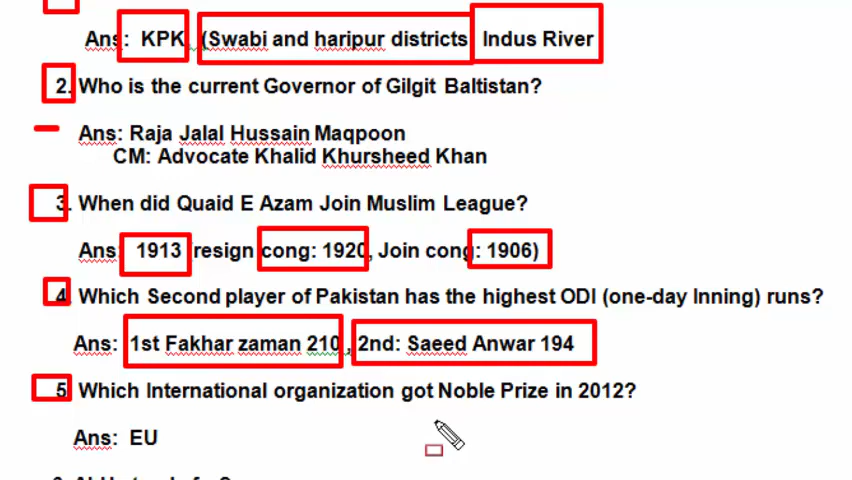 Ans: KPK, (Swabi and haripur districts Indus River
2. Who is the current Governor of Gilgit Baltistan?
Ans: Raja Jalal Hussain Maqpoon
CM: Advocate Khalid Khursheed Khan
3. When did Quaid E Azam Join Muslim League?
Ans: 1913 resign cong: 1920, Join cong: 1906)
4. Which Second player of Pakistan has the highest ODI (one-day Inning) runs?
Ans: 1st Fakhar zaman 210, 2nd: Saeed Anwar 194
5. Which International organization got Noble Prize in 2012?
Ans: EU